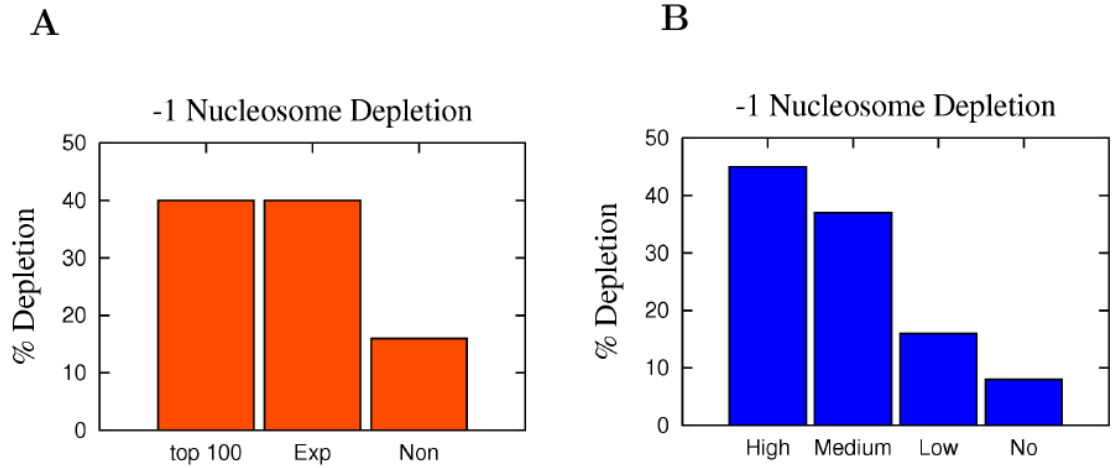 A
-1 Nucleosome Depletion
% Depletion
50
40
30
20
10
0
top 100 Exp Non
B
-1 Nucleosome Depletion
% Depletion
50
40
30
20
10
0
High Medium Low No